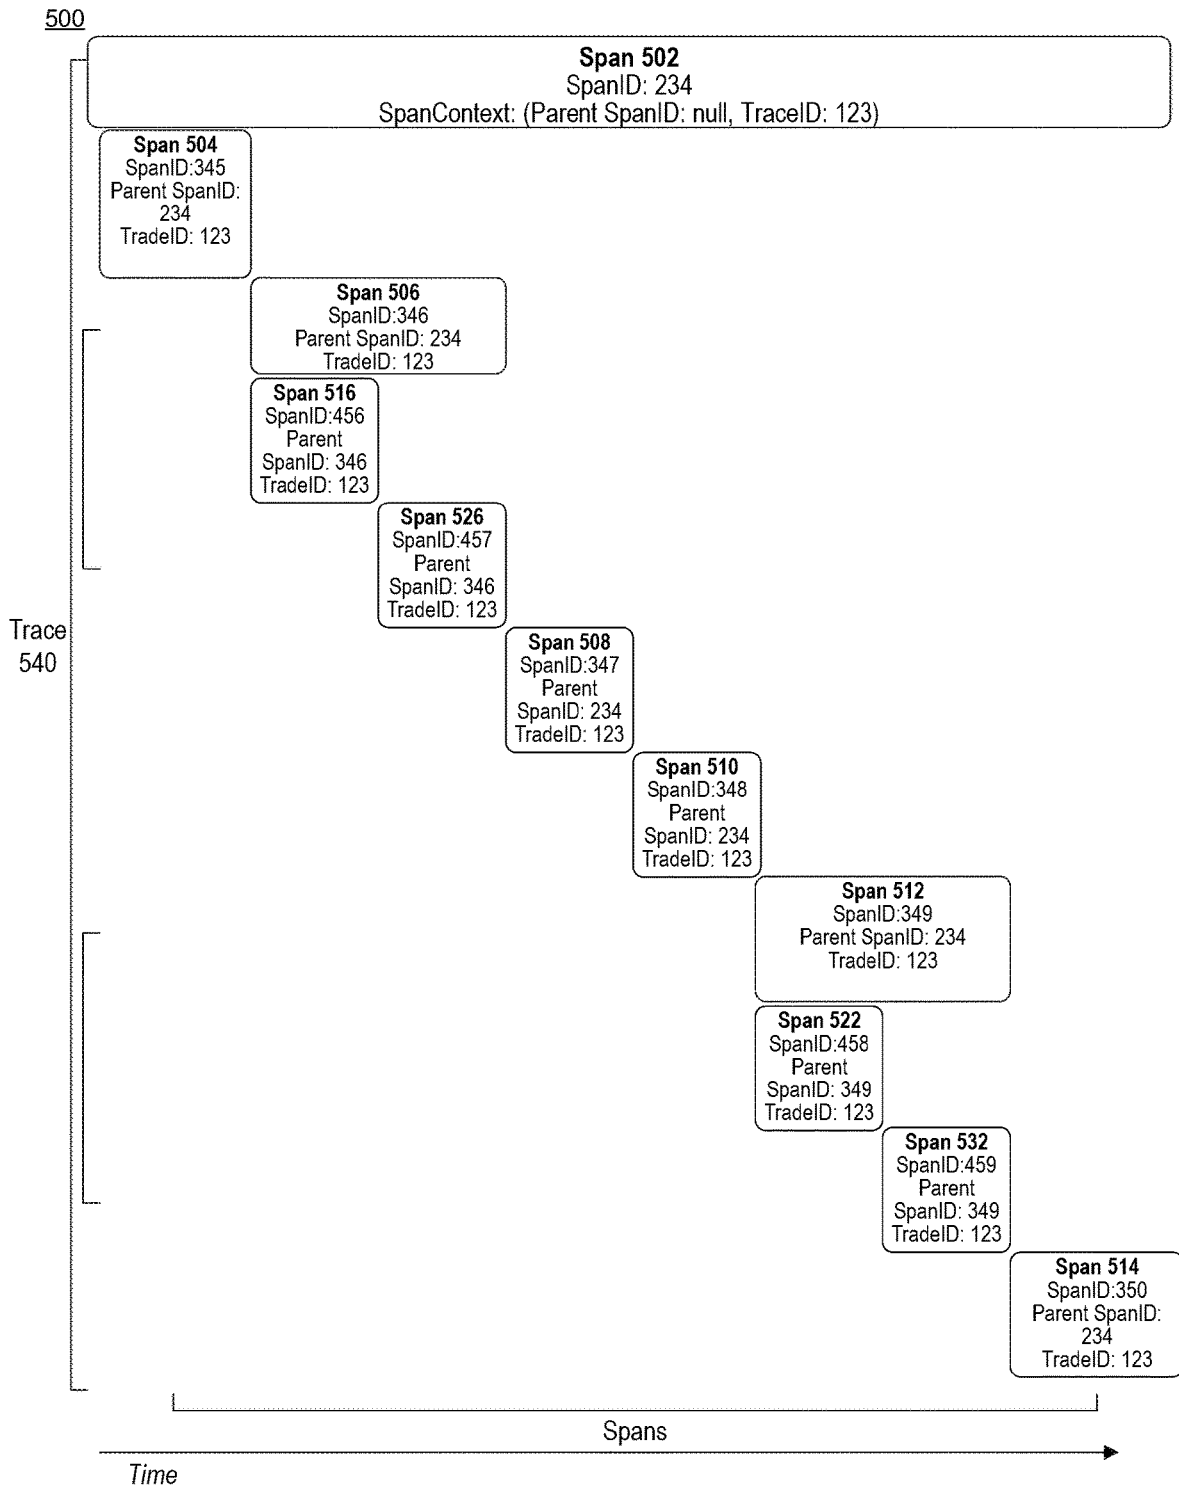 500
Span 502
SpanID: 234
SpanContext: (Parent SpanID: null, TraceID: 123)
Span 504
SpanID:345
Parent SpanID:
234
TradeID: 123
Span 506
SpanID:346
Parent SpanID: 234
TradeID: 123
Span 516
SpanID:456
Parent
SpanID: 346
TradeID: 123
Span 526
SpanID:457
Parent
SpanID: 346
TradeID: 123
Trace
540
Span 508
SpanID:347
Parent
SpanID: 234
TradeID: 123
Span 510
SpanID:348
Parent
SpanID: 234
TradeID: 123
Span 512
SpanID:349
Parent SpanID: 234
TradeID: 123
Span 522
SpanID:458
Parent
SpanID: 349
TradeID: 123
Span 532
SpanID:459
Parent
SpanID: 349
TradeID: 123
Span 514
SpanID:350
Parent SpanID:
234
TradeID: 123
Spans
Time